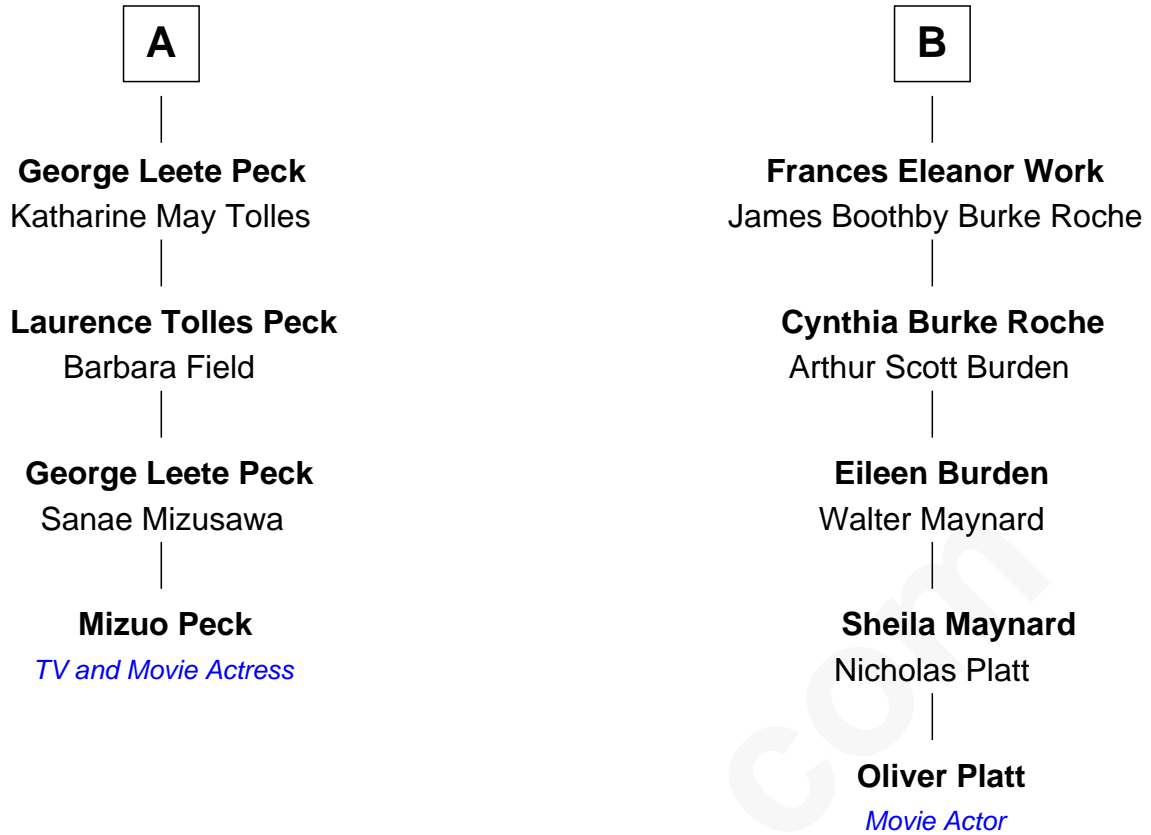 A
George Leete Peck
Katharine May Tolles
Laurence Tolles Peck
Barbara Field
George Leete Peck
Sanae Mizusawa
Mizuo Peck
TV and Movie Actress
B
Frances Eleanor Work
James Boothby Burke Roche
Cynthia Burke Roche
Arthur Scott Burden
Eileen Burden
Walter Maynard
Sheila Maynard
Nicholas Platt
Oliver Platt
Movie Actor
com